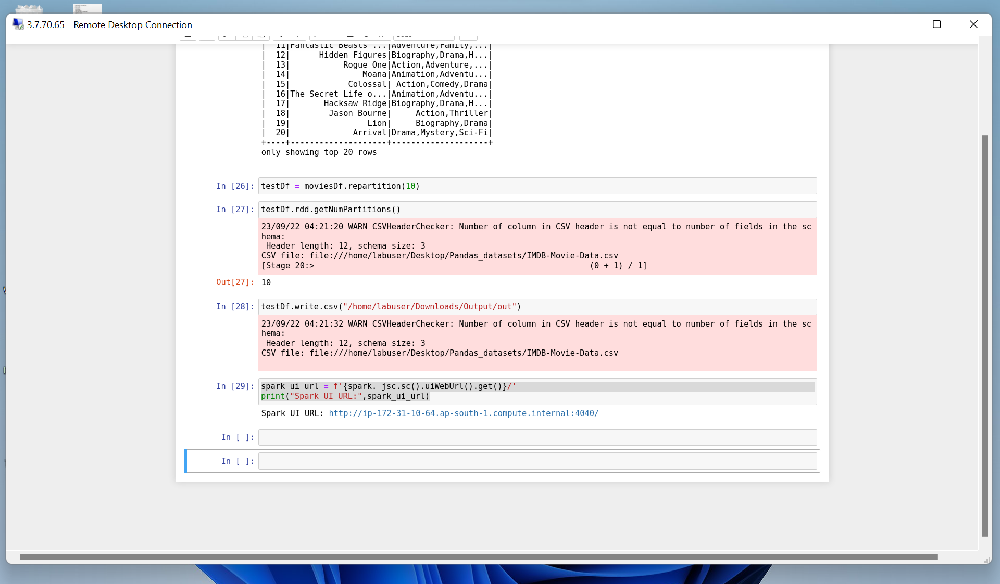 3.7.70.65 - Remote Desktop Connection
| 11|Fantastic Beasts ...|Adventure,Family,...|
| 12| Hidden Figures|Biography,Drama,H...|
| 13| Rogue One|Action,Adventure,...|
| 14| Moana|Animation,Adventu...|
| 15| Colossal| Action,Comedy,Drama|
| 16|The Secret Life o...|Animation,Adventu...|
| 17| Hacksaw Ridge|Biography,Drama,H...|
| 18| Jason Bourne| Action,Thriller|
| 19| Lion| Biography,Drama|
| 20| Arrival|Drama,Mystery,Sci-Fi|
+----+--------------------+--------------------+
only showing top 20 rows
In [26]: testDf = moviesDf.repartition(10)
In [27]: testDf.rdd.getNumPartitions()
23/09/22 04:21:20 WARN CSVHeaderChecker: Number of column in CSV header is not equal to number of fields in the sc
hema:
Header length: 12, schema size: 3
CSV file: file:///home/labuser/Desktop/Pandas_datasets/IMDB-Movie-Data.csv
[Stage 20:> (0 + 1) / 1]
Out[27]: 10
In [28]: testDf.write.csv("/home/labuser/Downloads/Output/out")
23/09/22 04:21:32 WARN CSVHeaderChecker: Number of column in CSV header is not equal to number of fields in the sc
hema:
Header length: 12, schema size: 3
CSV file: file:///home/labuser/Desktop/Pandas_datasets/IMDB-Movie-Data.csv
In [29]: spark_ui_url = f'{spark._jsc.sc().uiWebUrl().get()}/'
print("Spark UI URL:",spark_ui_url)
Spark UI URL: http://ip-172-31-10-64.ap-south-1.compute.internal:4040/
In [ ]:
In [ ]: